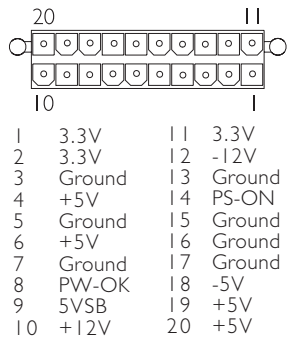 20 11
10 1
1 3.3V 11 3.3V
2 3.3V 12 -12V
3 Ground 13 Ground
4 +5V 14 PS-ON
5 Ground 15 Ground
6 +5V 16 Ground
7 Ground 17 Ground
8 PW-OK 18 -5V
9 5VSB 19 +5V
10 +12V 20 +5V